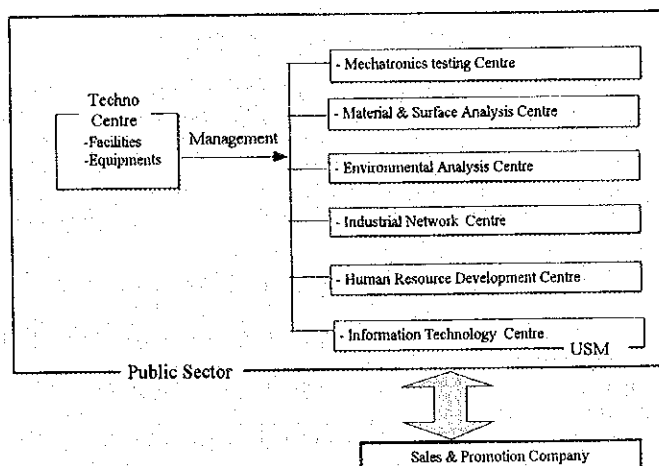 Techno
Centre
-Facilities
-Equipments
Management
- Mechatronics testing Centre
- Material & Surface Analysis Centre
- Environmental Analysis Centre
- Industrial Network Centre
- Human Resource Development Centre
- Information Technology Centre
USM
Public Sector
Sales & Promotion Company